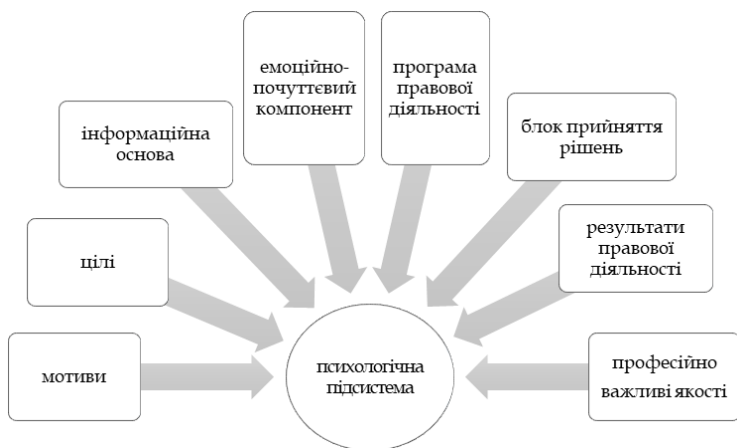 емоційно-
почуттєвий
компонент
програма
правової
діяльності
інформаційна
основа
блок прийняття
рішень
цілі
результати
правової
діяльності
мотиви
психологічна
підсистема
професійно
важливі якості